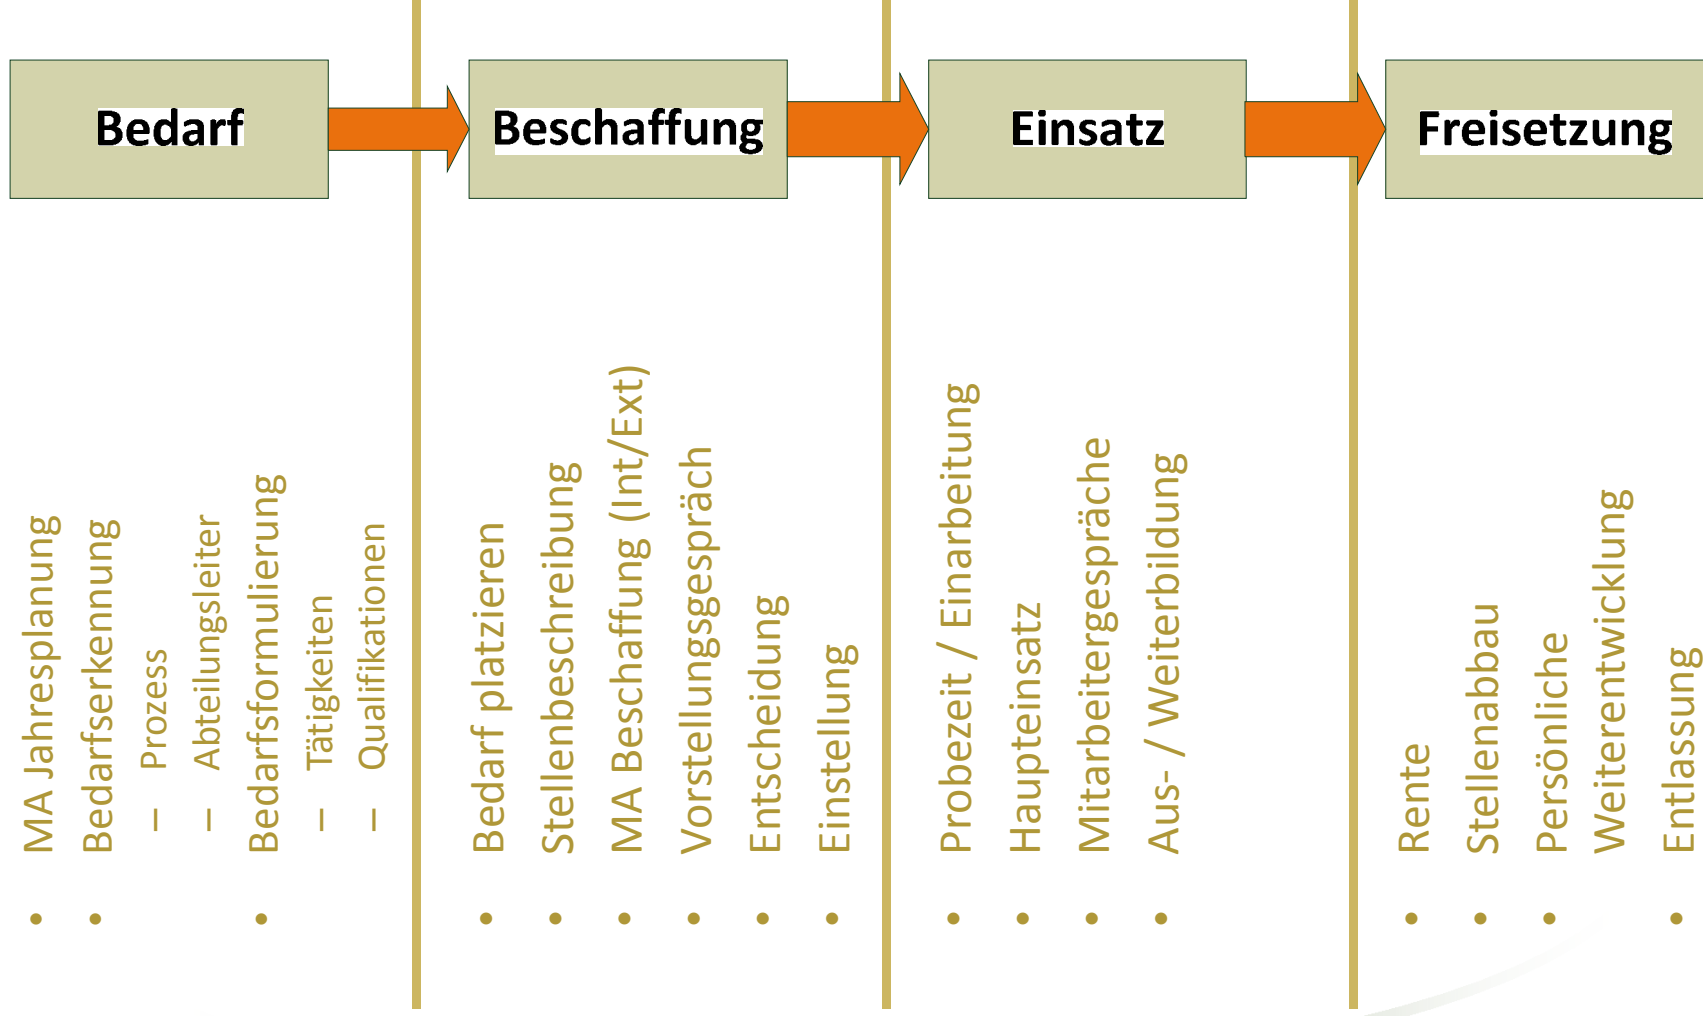 Bedarf
Beschaffung
Einsatz
Freisetzung
• MA Jahresplanung
• Bedarfserkennung
– Prozess
– Abteilungsleiter
• Bedarfsformulierung
– Tätigkeiten
– Qualifikationen
• Bedarf platzieren
• Stellenbeschreibung
• MA Beschaffung (Int/Ext)
• Vorstellungsgespräch
• Entscheidung
• Einstellung
• Probezeit / Einarbeitung
• Haupteinsatz
• Mitarbeitergespräche
• Aus- / Weiterbildung
• Rente
• Stellenabbau
• Persönliche
Weiterentwicklung
• Entlassung